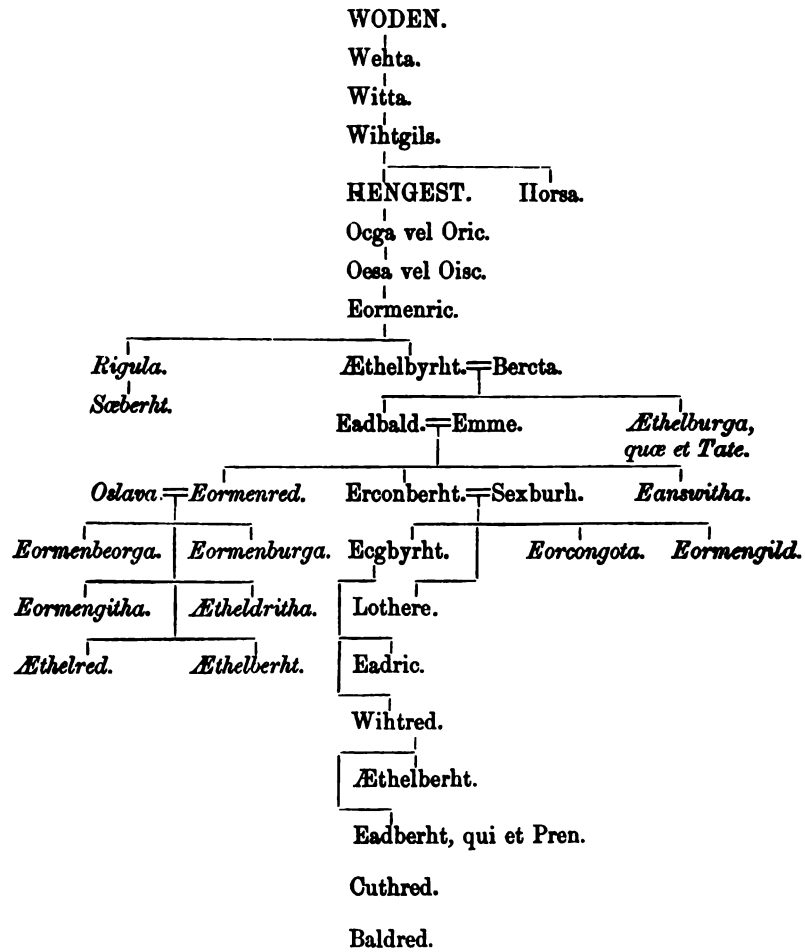 WODEN.
Wehta.
Witta.
Wihtgils.
HENGEST. Horsa.
Ocga vel Oric.
Oesa vel Oisc.
Eormenric.
Rigula. Æthelbyrht.=Bercta.
Sæberht.
Eadbald.=Emme. Æthelburga,
quæ et Tate.
Oslava.=Eormenred. Erconberht.=Sexburh. Eanswitha.
Eormenbeorga. Eormenburga. Ecgbyrht. Eorcongota. Eormengild.
Eormengitha. Ætheldritha. Lothere.
Æthelred. Æthelberht. Eadric.
Wihtred.
Æthelberht.
Eadberht, qui et Pren.
Cuthred.
Baldred.